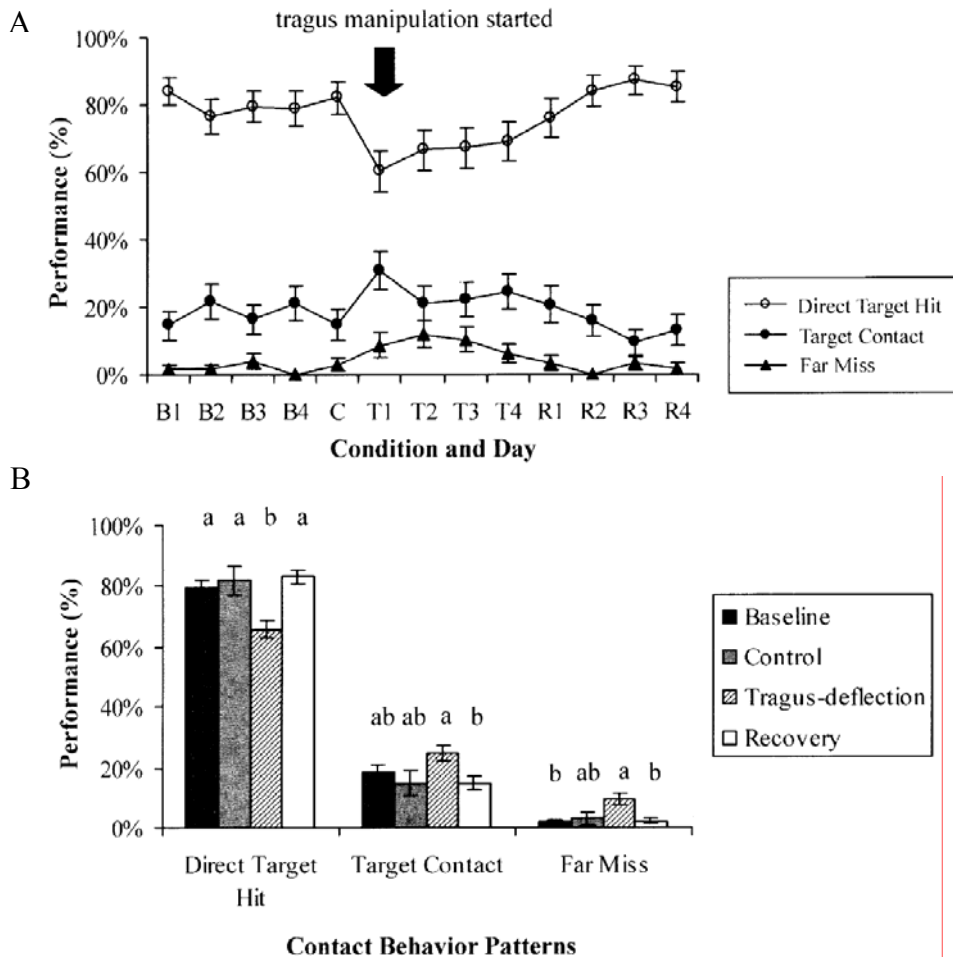 A
tragus manipulation started
100%
80%
60%
40%
20%
0%
Performance (%)
B1 B2 B3 B4 C T1 T2 T3 T4 R1 R2 R3 R4
Condition and Day
Direct Target Hit
Target Contact
Far Miss
B
100%
80%
60%
40%
20%
0%
Performance (%)
a a b a
ab ab a b
b ab a b
Direct Target Hit
Target Contact
Far Miss
Contact Behavior Patterns
Baseline
Control
Tragus-deflection
Recovery